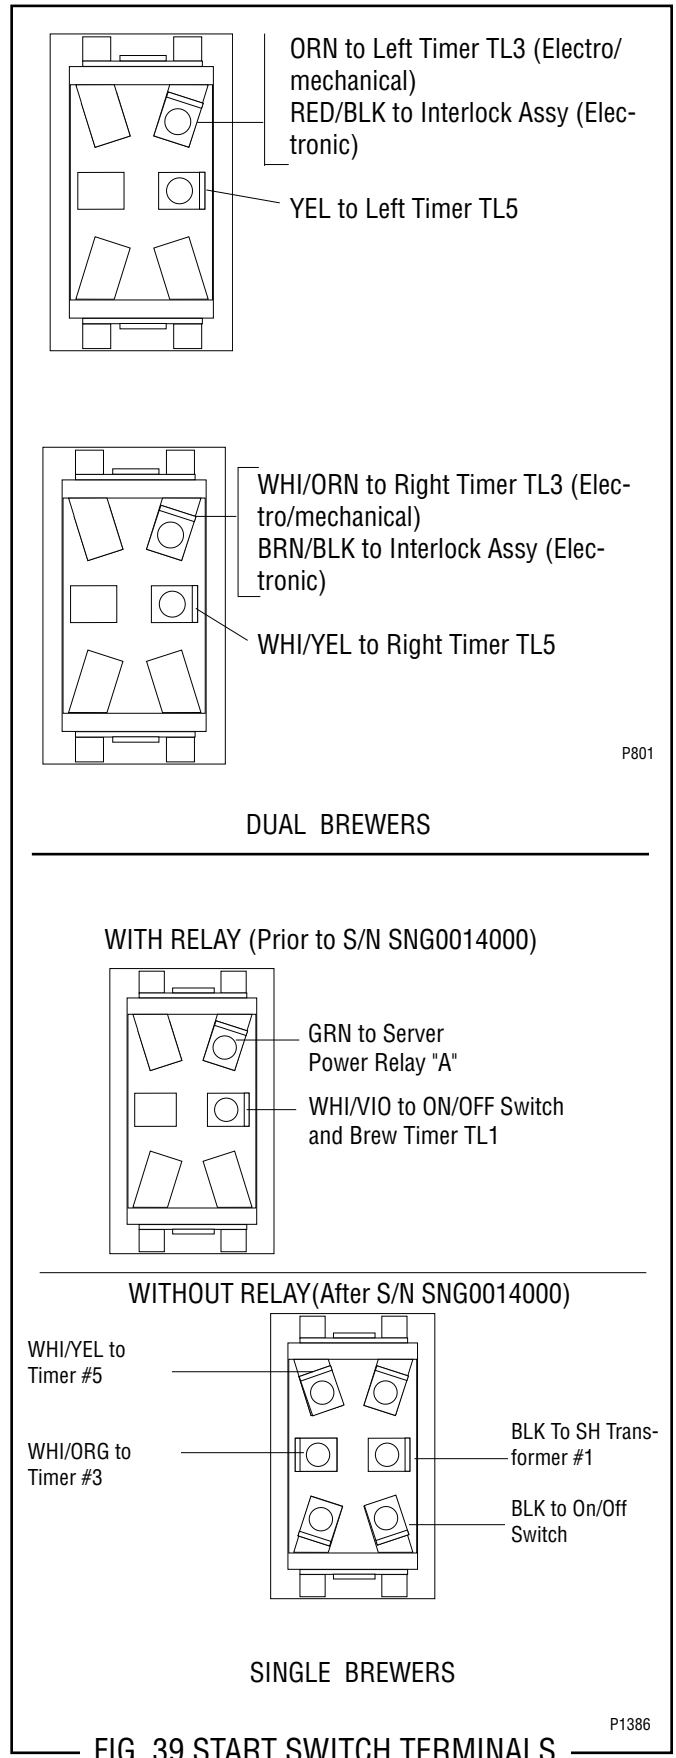 ORN to Left Timer TL3 (Electro/
mechanical)
RED/BLK to Interlock Assy (Elec-
tronic)
YEL to Left Timer TL5
WHI/ORN to Right Timer TL3 (Elec-
tro/mechanical)
BRN/BLK to Interlock Assy (Elec-
tronic)
WHI/YEL to Right Timer TL5
P801
DUAL BREWERS
WITH RELAY (Prior to S/N SNG0014000)
GRN to Server
Power Relay "A"
WHI/VIO to ON/OFF Switch
and Brew Timer TL1
WITHOUT RELAY(After S/N SNG0014000)
WHI/YEL to
Timer #5
WHI/ORG to
Timer #3
BLK To SH Trans-
former #1
BLK to On/Off
Switch
SINGLE BREWERS
P1386
FIG. 39 START SWITCH TERMINALS